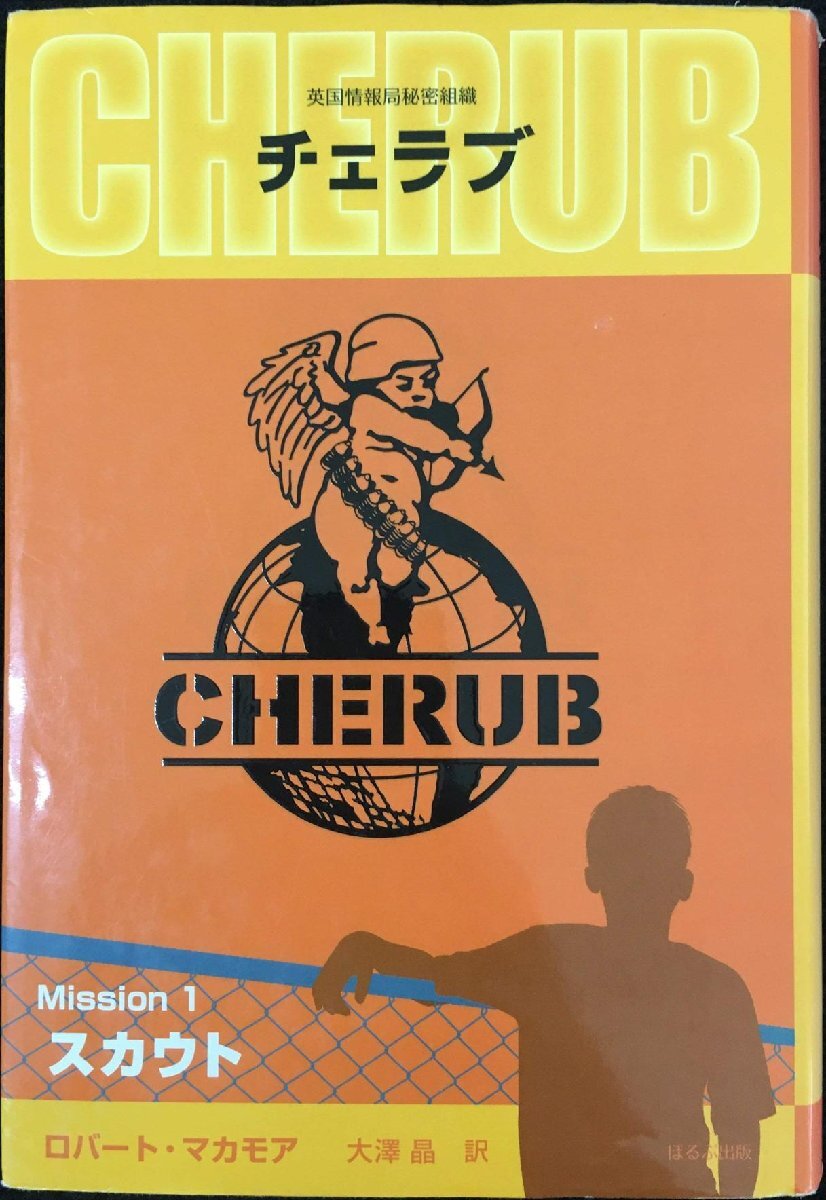 CHERUB
英国情報局秘密組織
チェラブ
CHERUB
Mission 1
スカウト
ロバート・マカモア 大澤 晶 訳 ほるぷ出版